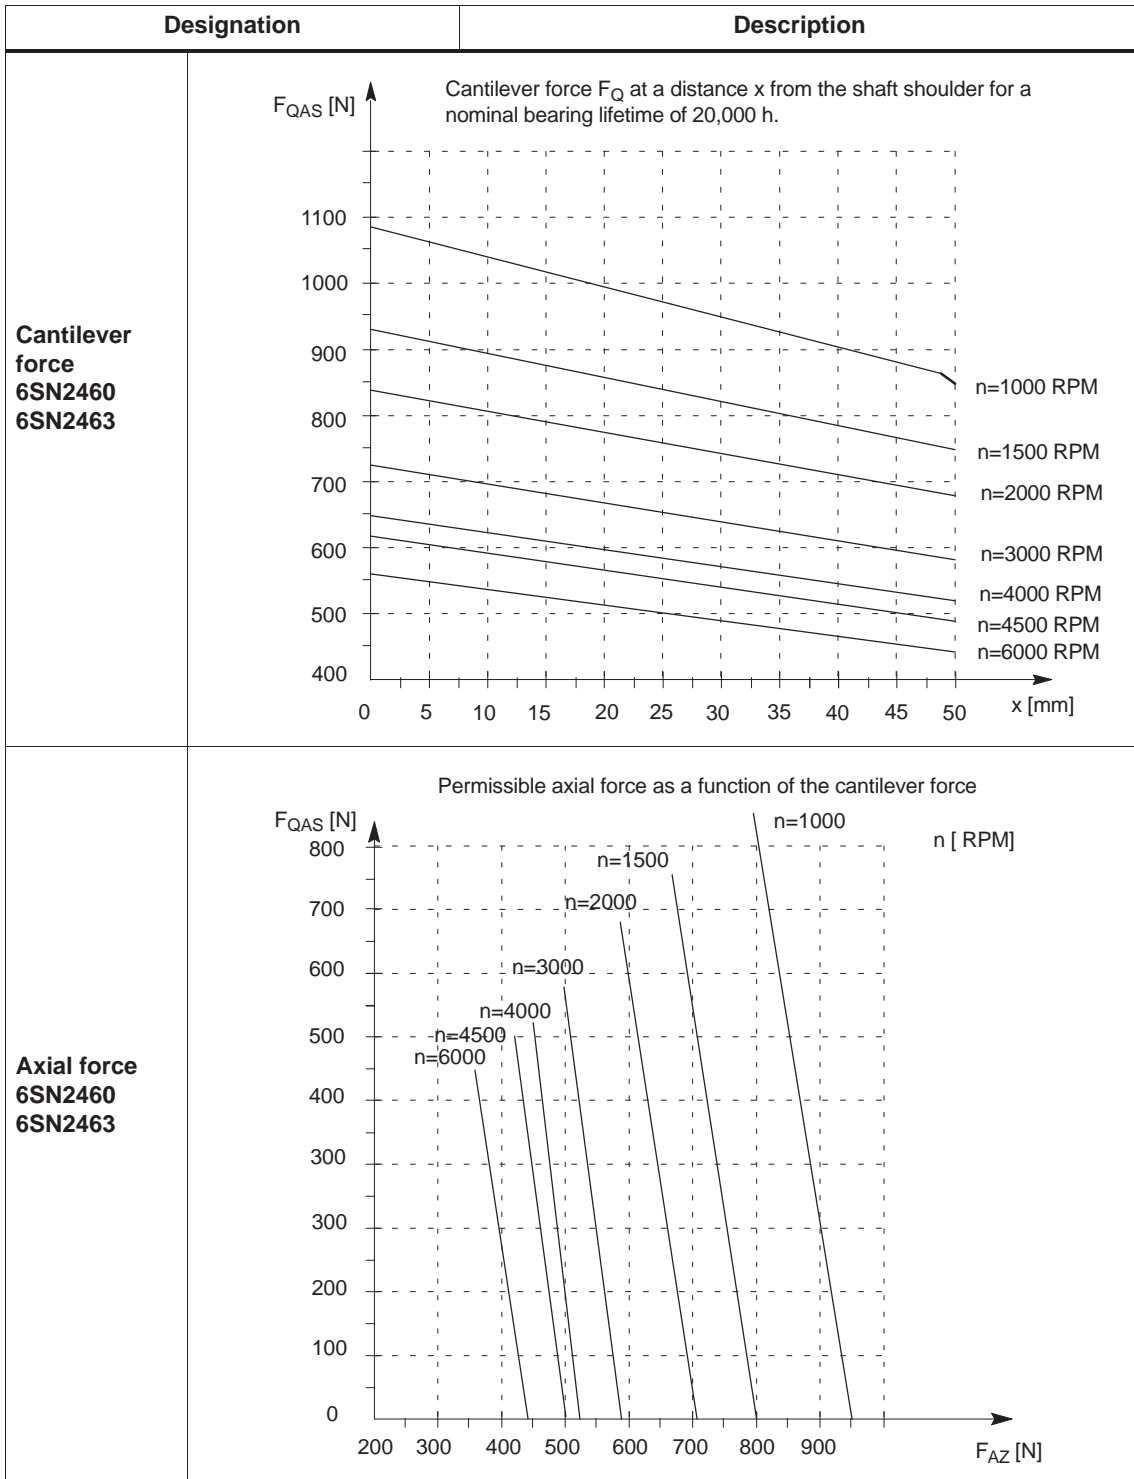 Designation
Description
Cantilever
force
6SN2460
6SN2463
Cantilever force FQ at a distance x from the shaft shoulder for a
nominal bearing lifetime of 20,000 h.
FQAS [N]
1100
1000
900
800
700
600
500
400
n=1000 RPM
n=1500 RPM
n=2000 RPM
n=3000 RPM
n=4000 RPM
n=4500 RPM
n=6000 RPM
0 5 10 15 20 25 30 35 40 45 50 x [mm]
Axial force
6SN2460
6SN2463
Permissible axial force as a function of the cantilever force
FQAS [N]
n [ RPM]
800
700
600
500
400
300
300
200
100
0
n=1000
n=1500
n=2000
n=3000
n=4000
n=4500
n=6000
200 300 400 500 600 700 800 900 FAZ [N]